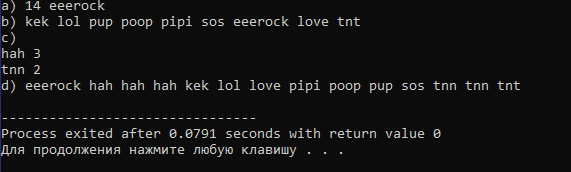 a) 14 eeerock
b) kek lol pup poop pipi sos eeerock love tnt
c)
hah 3
tnn 2
d) eeerock hah hah hah kek lol love pipi poop pup sos tnn tnn tnt
--------------------------------
Process exited after 0.0791 seconds with return value 0
Для продолжения нажмите любую клавишу . . .